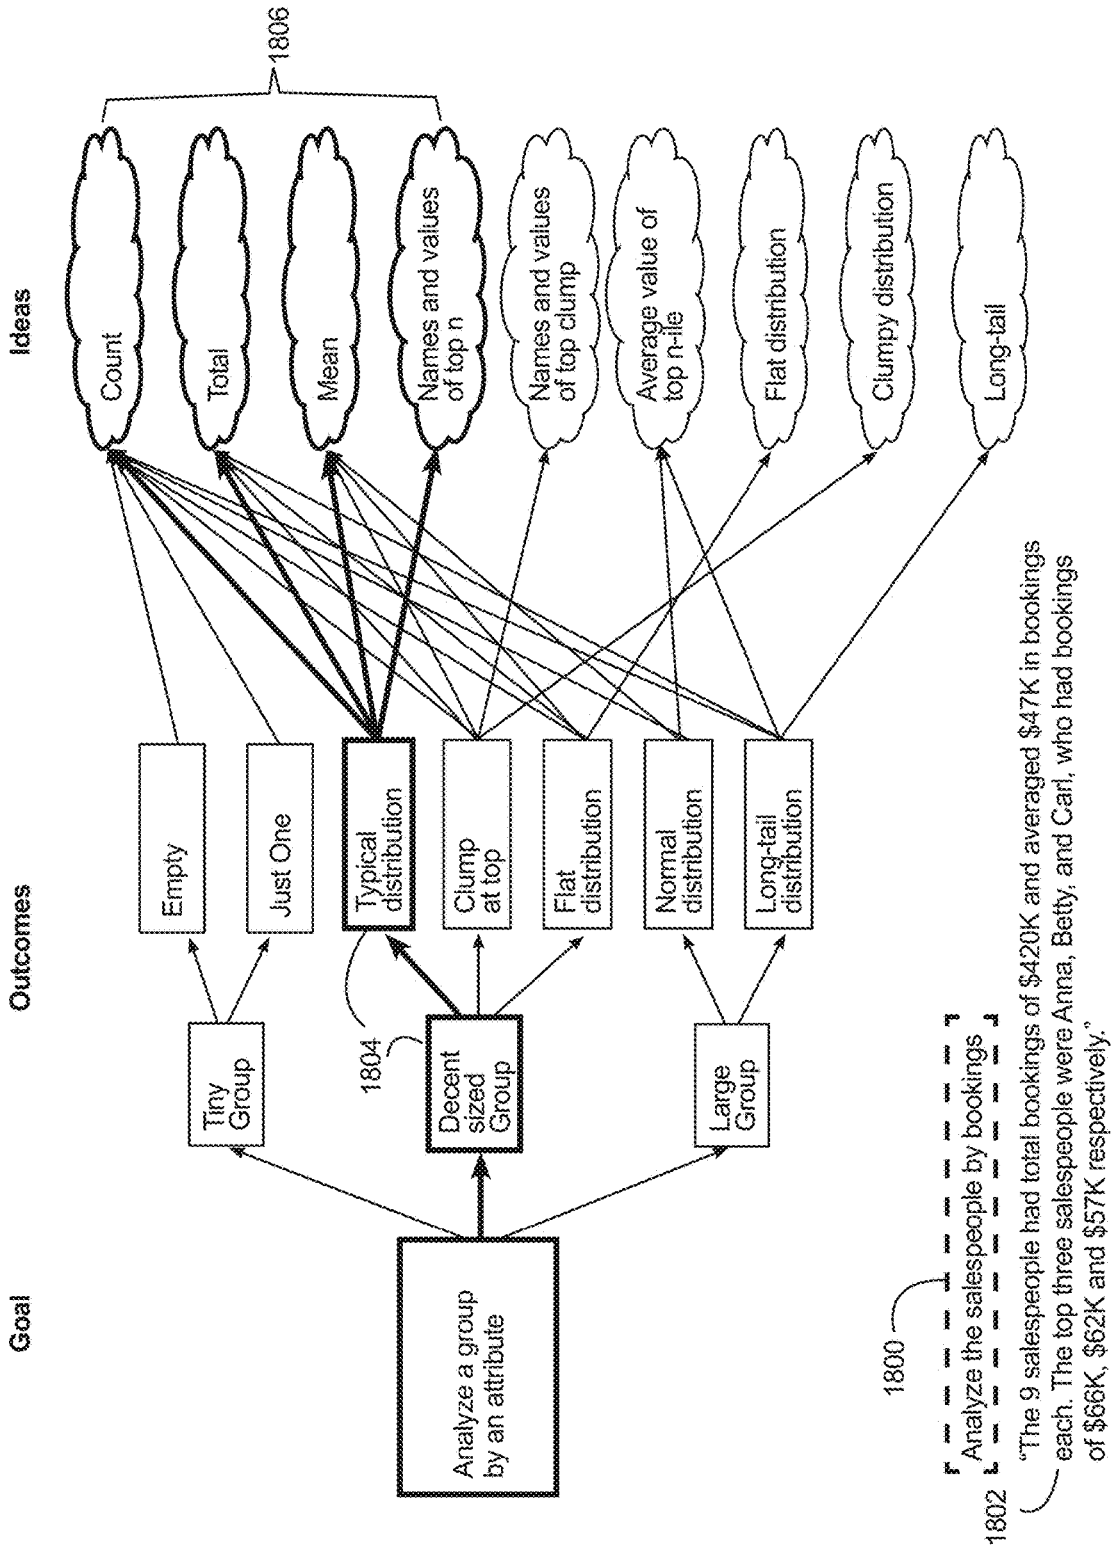 Goal
Outcomes
Ideas
Analyze a group
by an attribute
Tiny
Group
Decent
sized
Group
Large
Group
1804
Empty
Just One
Typical
distribution
Clump
at top
Flat
distribution
Normal
distribution
Long-tail
distribution
Count
Total
Mean
Names and values
of top n
Names and values
of top clump
Average value of
top n-ile
Flat distribution
Clumpy distribution
Long-tail
1806
1800
Analyze the salespeople by bookings
1802
“The 9 salespeople had total bookings of $420K and averaged $47K in bookings
each. The top three salespeople were Anna, Betty, and Carl, who had bookings
of $66K, $62K and $57K respectively.”